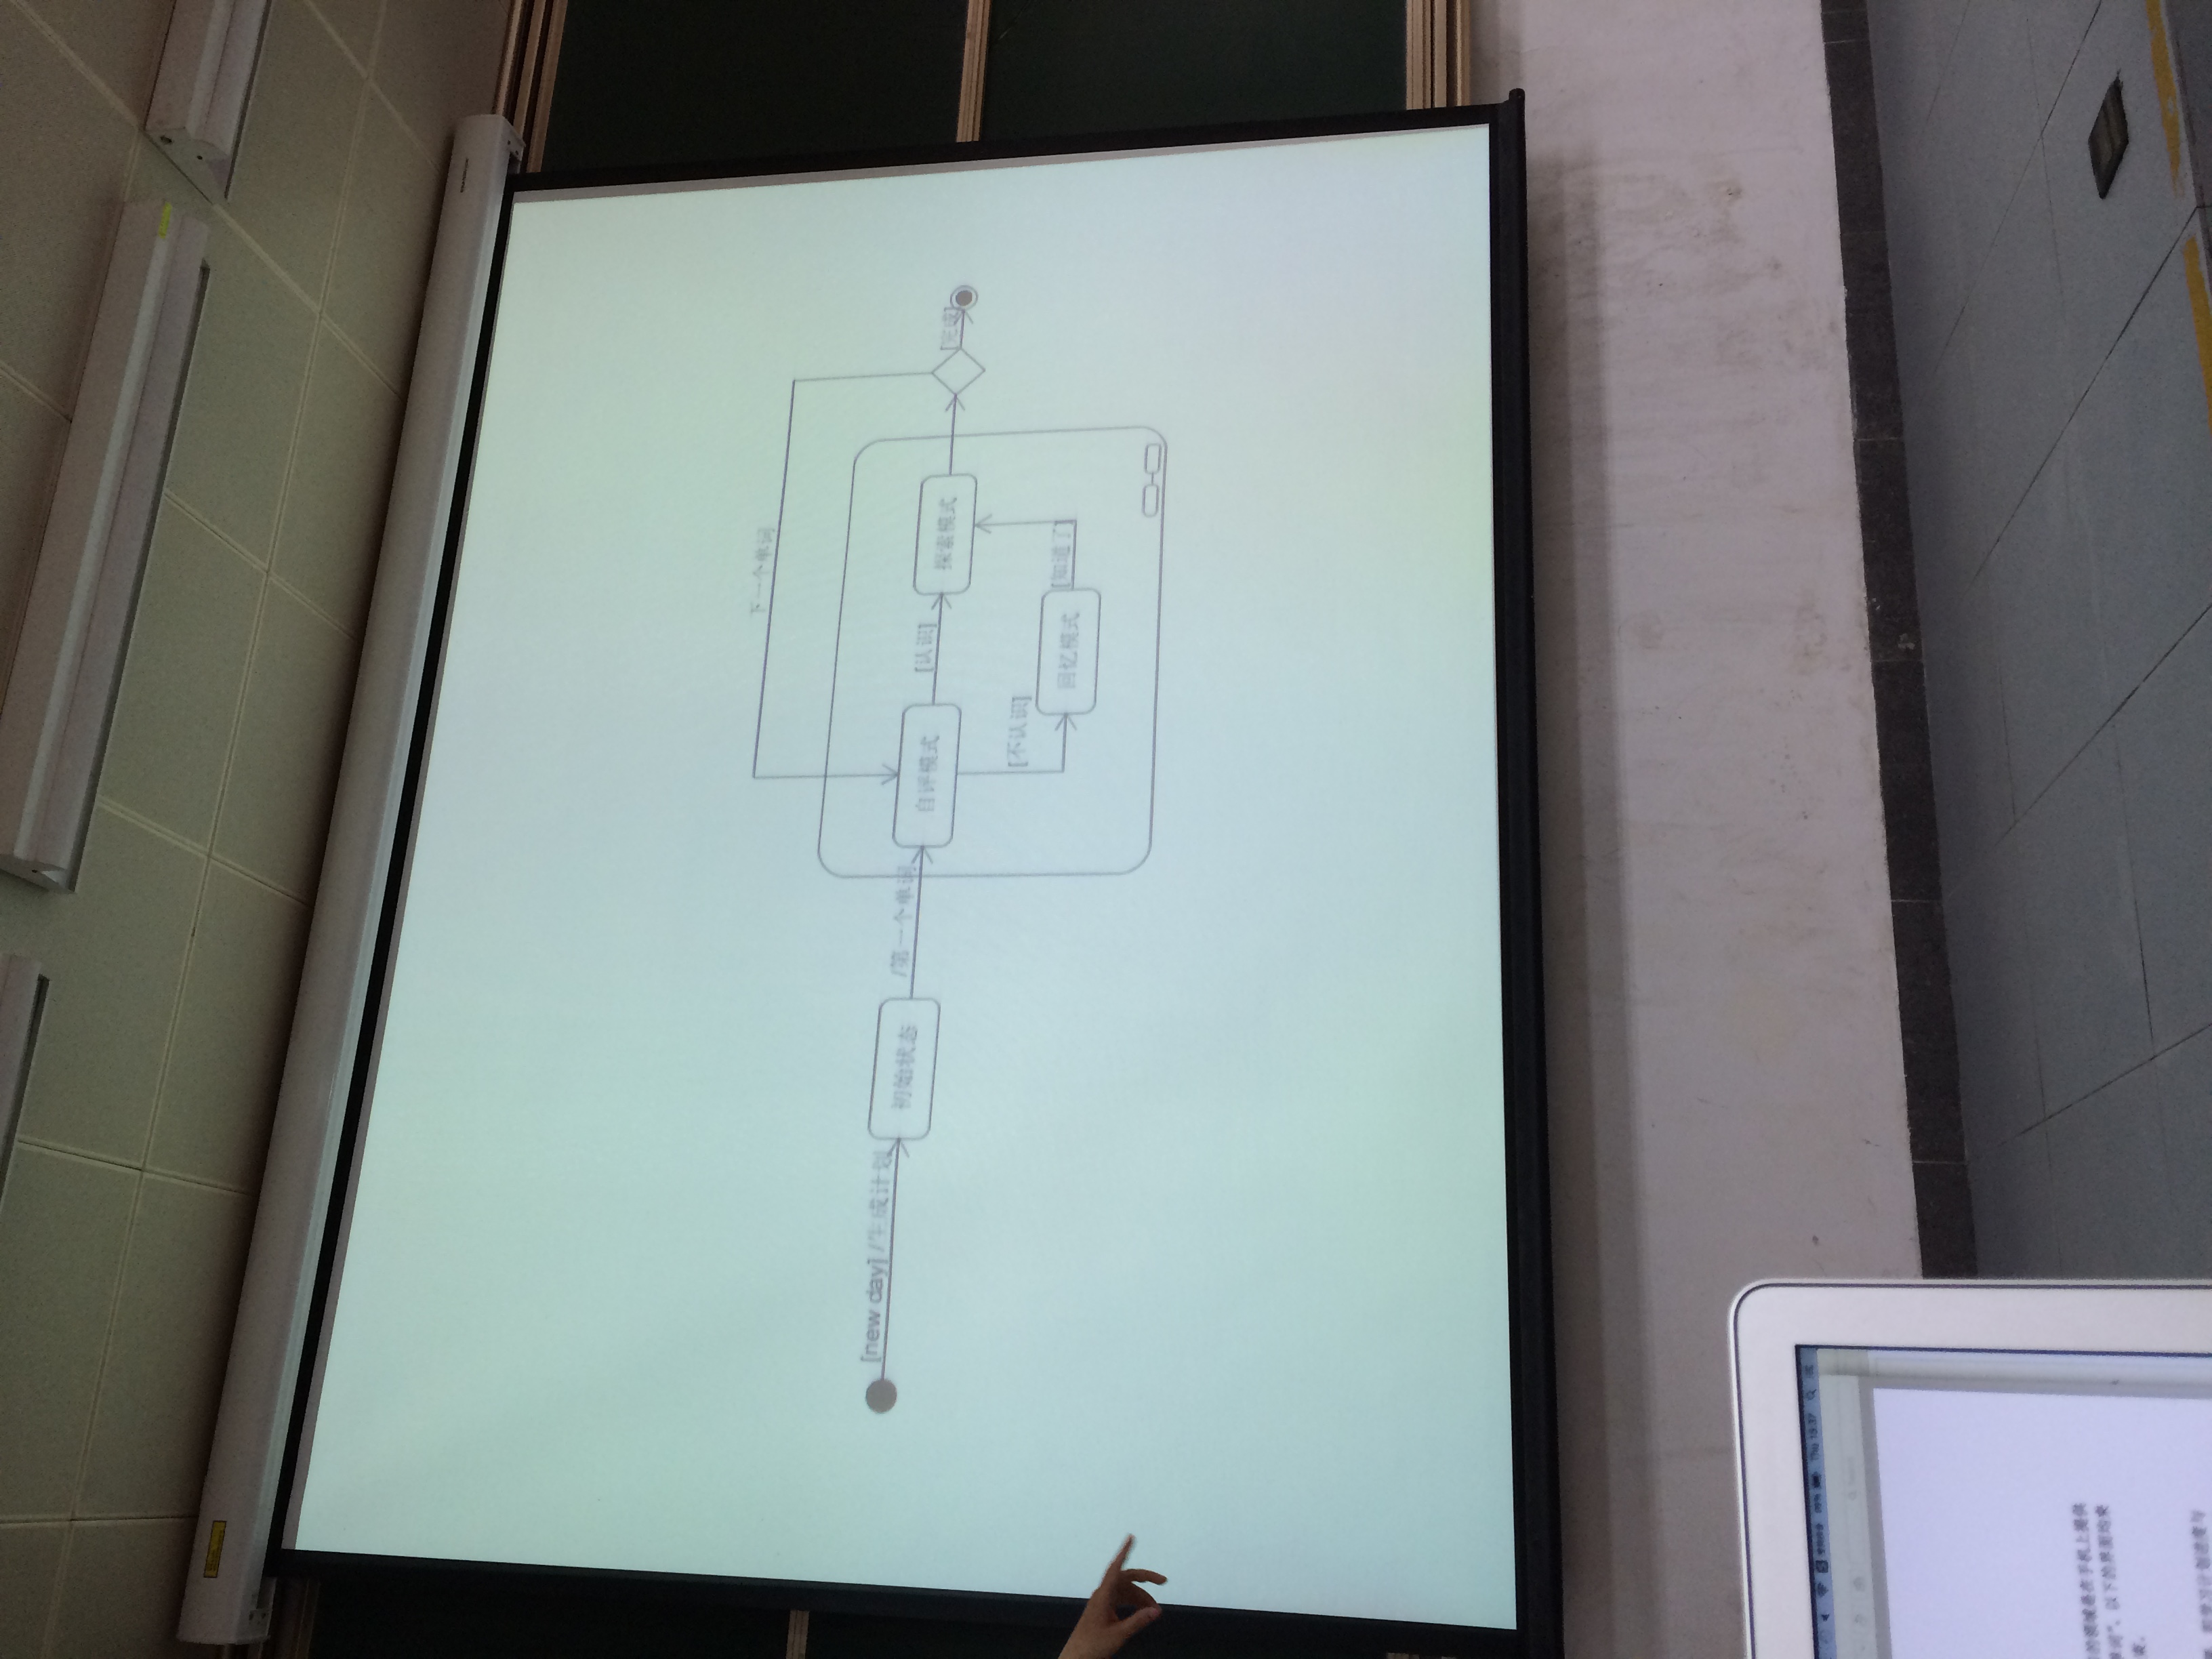 下一个单词
[new day] /生成计划
初始状态
/第一个单词
自评模式
[认识]
探索模式
[完成]
[不认识]
回忆模式
[知道了]
Thu 15:37
的领域是在手机上提供
单词”。以下的界面均来
学习计划进度与